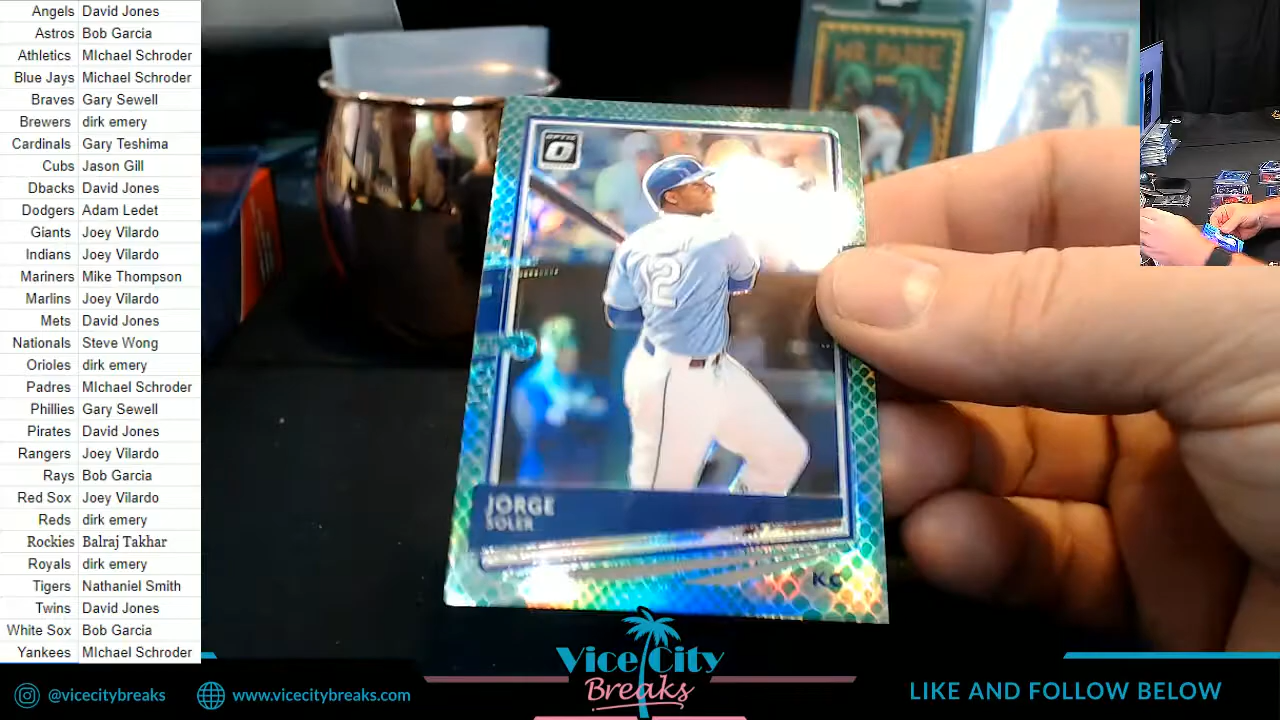 Angels David Jones
Astros Bob Garcia
Athletics MIchael Schroder
Blue Jays Michael Schroder
Braves Gary Sewell
Brewers dirk emery
Cardinals Gary Teshima
Cubs Jason Gill
Dbacks David Jones
Dodgers Adam Ledet
Giants Joey Vilardo
Indians Joey Vilardo
Mariners Mike Thompson
Marlins Joey Vilardo
Mets David Jones
Nationals Steve Wong
Orioles dirk emery
Padres MIchael Schroder
Phillies Gary Sewell
Pirates David Jones
Rangers Joey Vilardo
Rays Bob Garcia
Red Sox Joey Vilardo
Reds dirk emery
Rockies Balraj Takhar
Royals dirk emery
Tigers Nathaniel Smith
Twins David Jones
White Sox Bob Garcia
Yankees MIchael Schroder
MR PADRE
OPTIC
12
JORGE
SOLER
KC
Vice City
Breaks
@vicecitybreaks
www.vicecitybreaks.com
LIKE AND FOLLOW BELOW